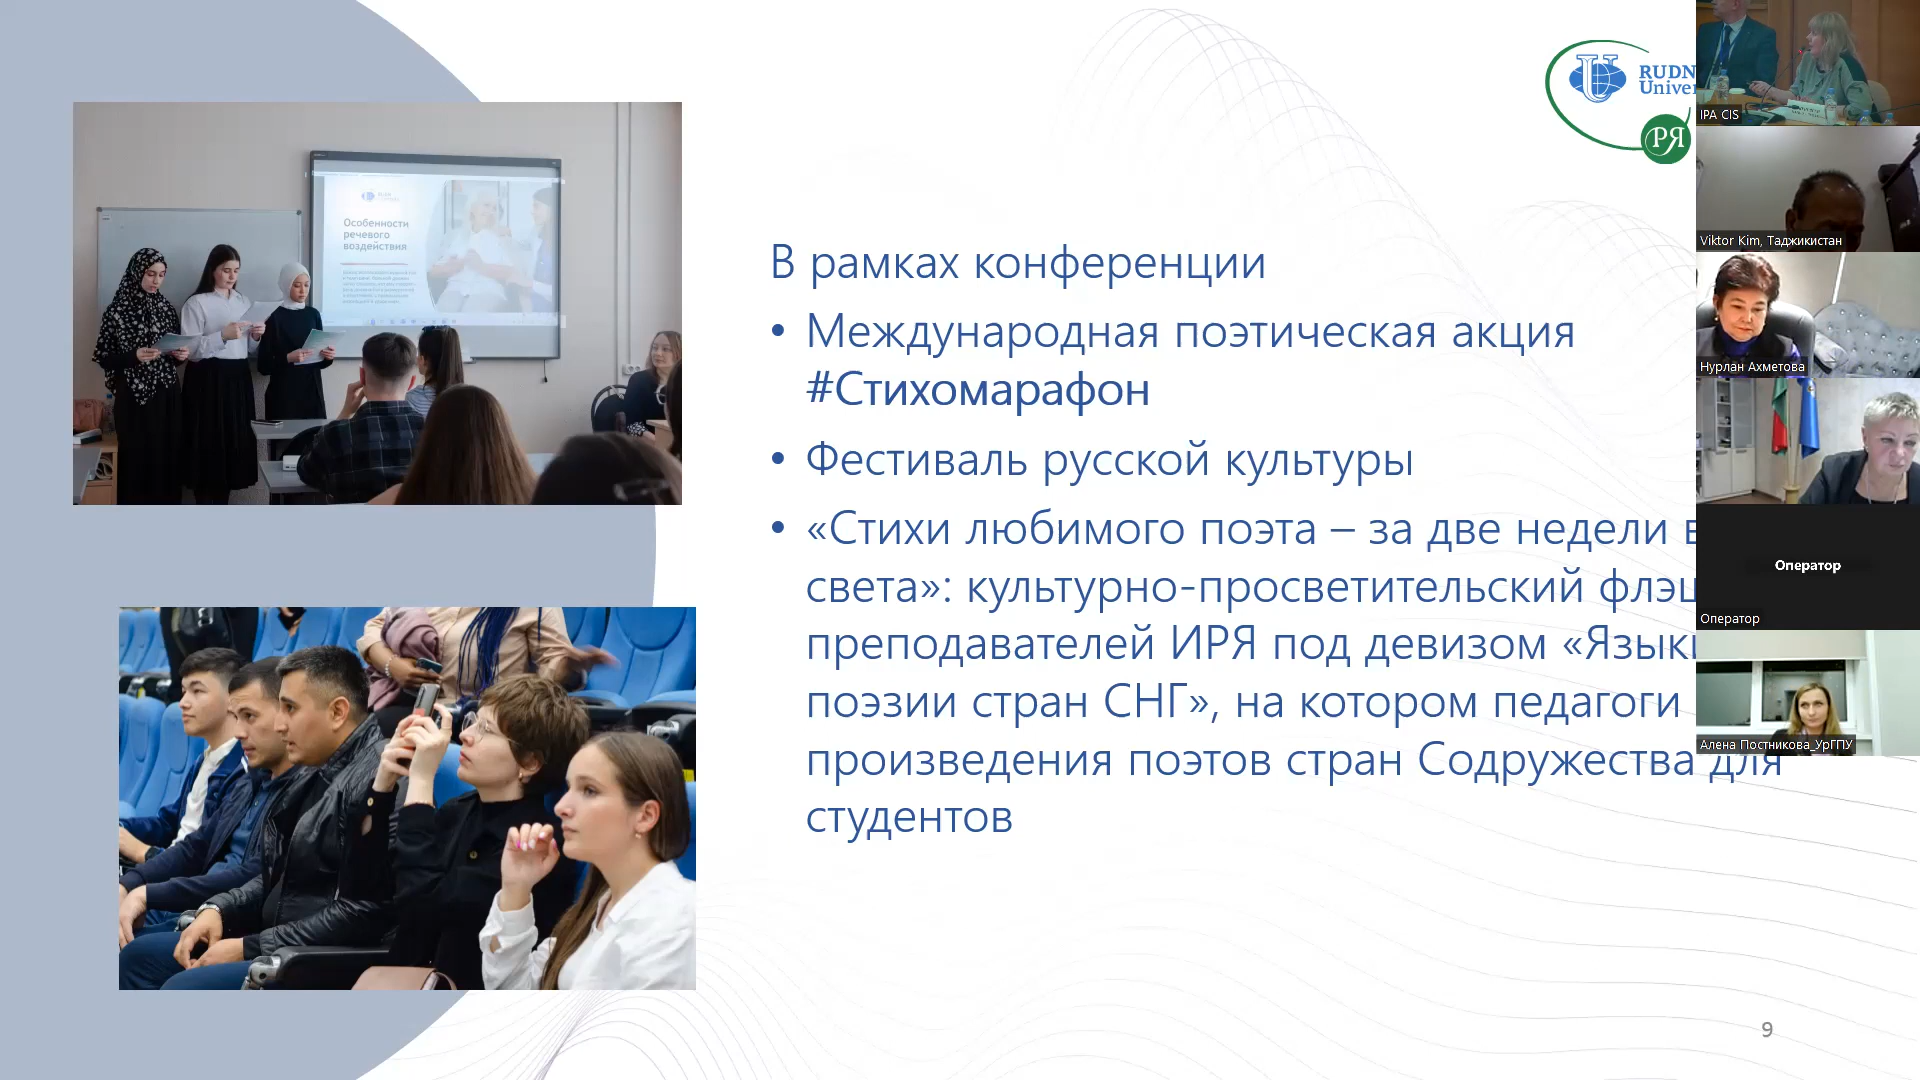 Особенности
речевого
воздействия
В рамках конференции
• Международная поэтическая акция
#Стихомарафон
• Фестиваль русской культуры
• «Стихи любимого поэта – за две недели
света»: культурно-просветительский
преподавателей ИРЯ под девизом «Языки
поэзии стран СНГ», на котором педагоги
произведения поэтов стран Содружества для
студентов
RUDN
РЯ
IPA CIS
Viktor Kim, Таджикистан
Нурлан Ахметова
Оператор
Оператор
Алена Постникова_УрГПУ
9